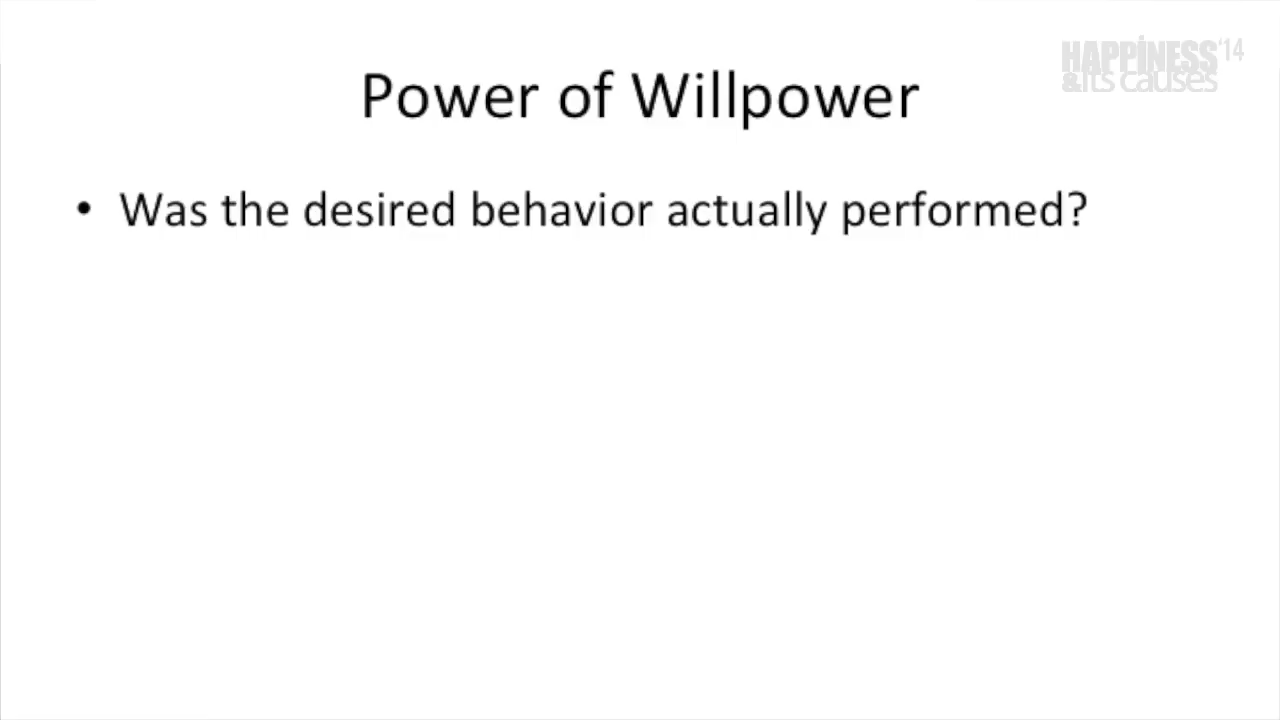 HAPPINESS '14
&its causes
Power of Willpower
• Was the desired behavior actually performed?